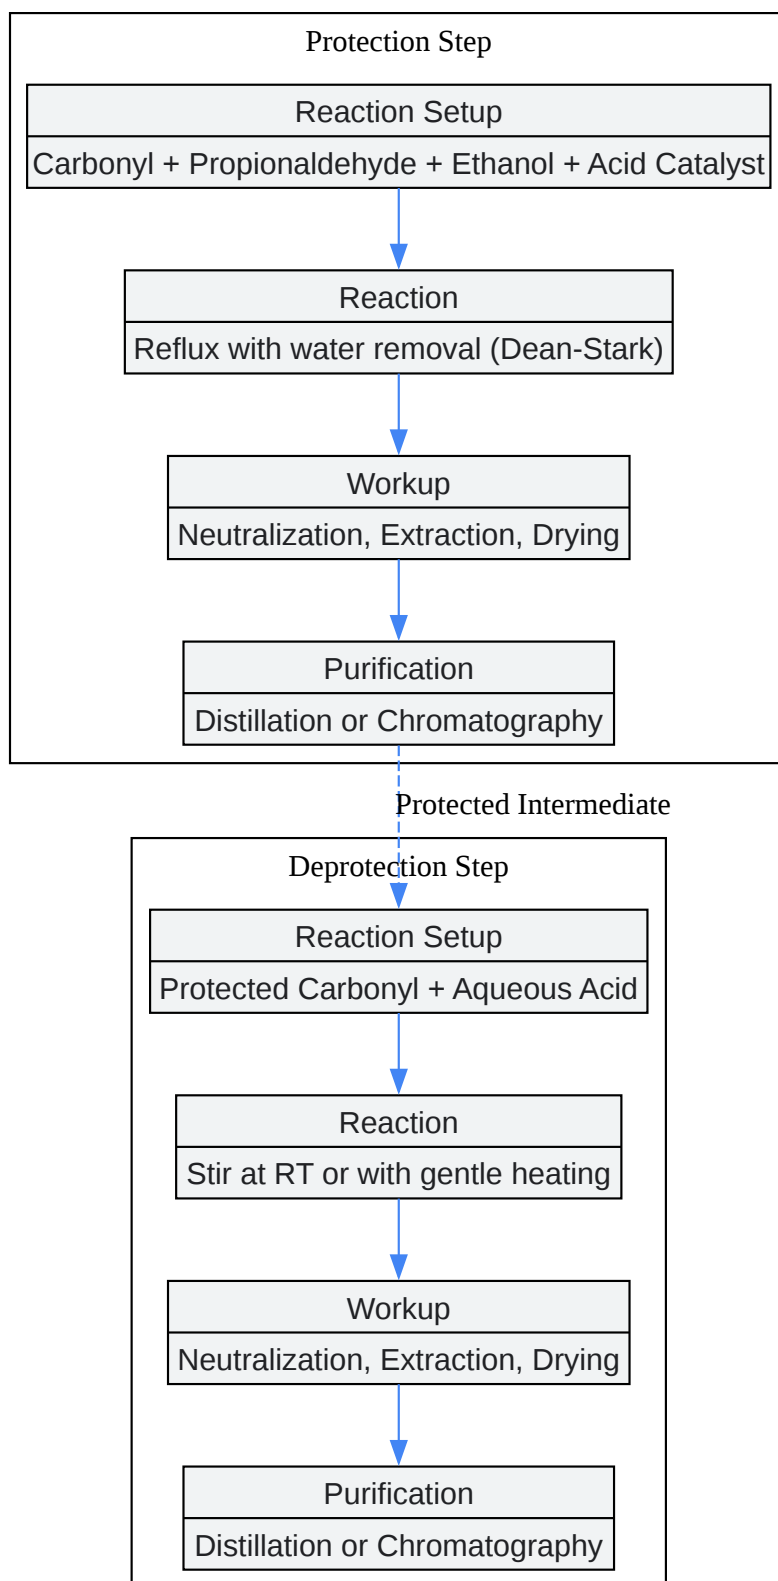 Protection Step
Reaction Setup
Carbonyl + Propionaldehyde + Ethanol + Acid Catalyst
Reaction
Reflux with water removal (Dean-Stark)
Workup
Neutralization, Extraction, Drying
Purification
Distillation or Chromatography
Protected Intermediate
Deprotection Step
Reaction Setup
Protected Carbonyl + Aqueous Acid
Reaction
Stir at RT or with gentle heating
Workup
Neutralization, Extraction, Drying
Purification
Distillation or Chromatography